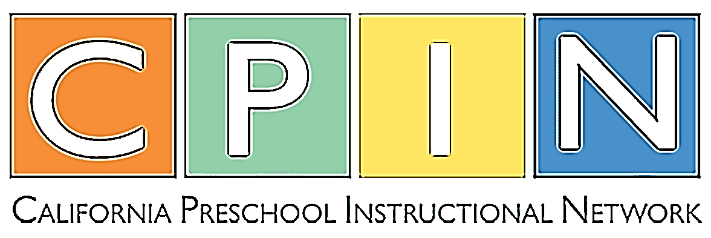 CPIN
CALIFORNIA PRESCHOOL INSTRUCTIONAL NETWORK